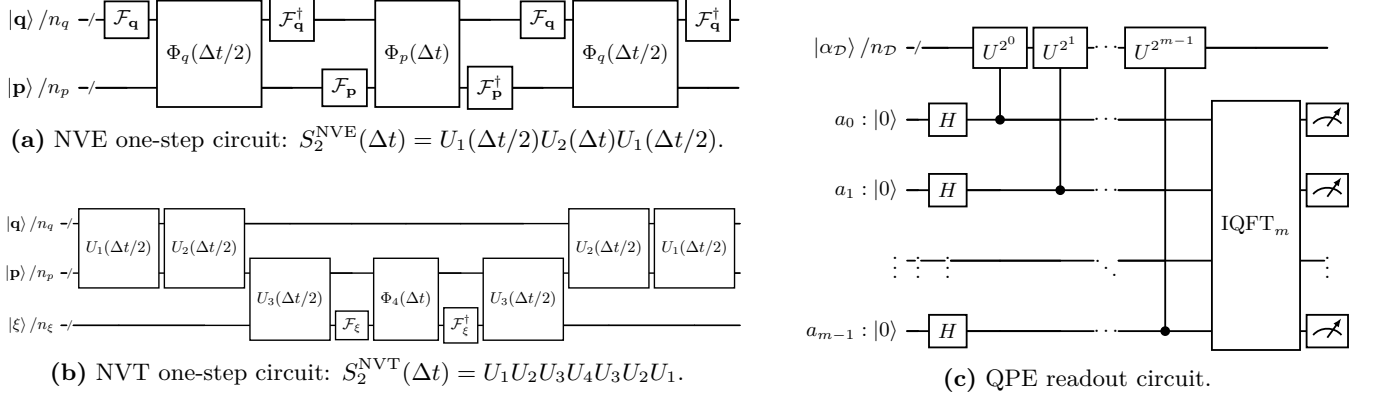 |q⟩/n_q F_q Φ_q(Δt/2) F_q† Φ_p(Δt) F_q Φ_q(Δt/2) F_q†
|p⟩/n_p F_p F_p†
(a) NVE one-step circuit: S_2^NVE(Δt) = U_1(Δt/2)U_2(Δt)U_1(Δt/2).
|q⟩/n_q U_1(Δt/2) U_2(Δt/2) U_2(Δt/2) U_1(Δt/2)
|p⟩/n_p U_3(Δt/2) Φ_4(Δt) U_3(Δt/2)
|ξ⟩/n_ξ F_ξ F_ξ†
(b) NVT one-step circuit: S_2^NVT(Δt) = U_1U_2U_3U_4U_3U_2U_1.
|α_D⟩/n_D U^{2^0} U^{2^1} ··· U^{2^{m−1}}
a_0 : |0⟩ H ···
a_1 : |0⟩ H ···
IQFT_m
⋮ ⋮ ⋮ ⋱ ⋮
a_{m−1} : |0⟩ H ···
(c) QPE readout circuit.